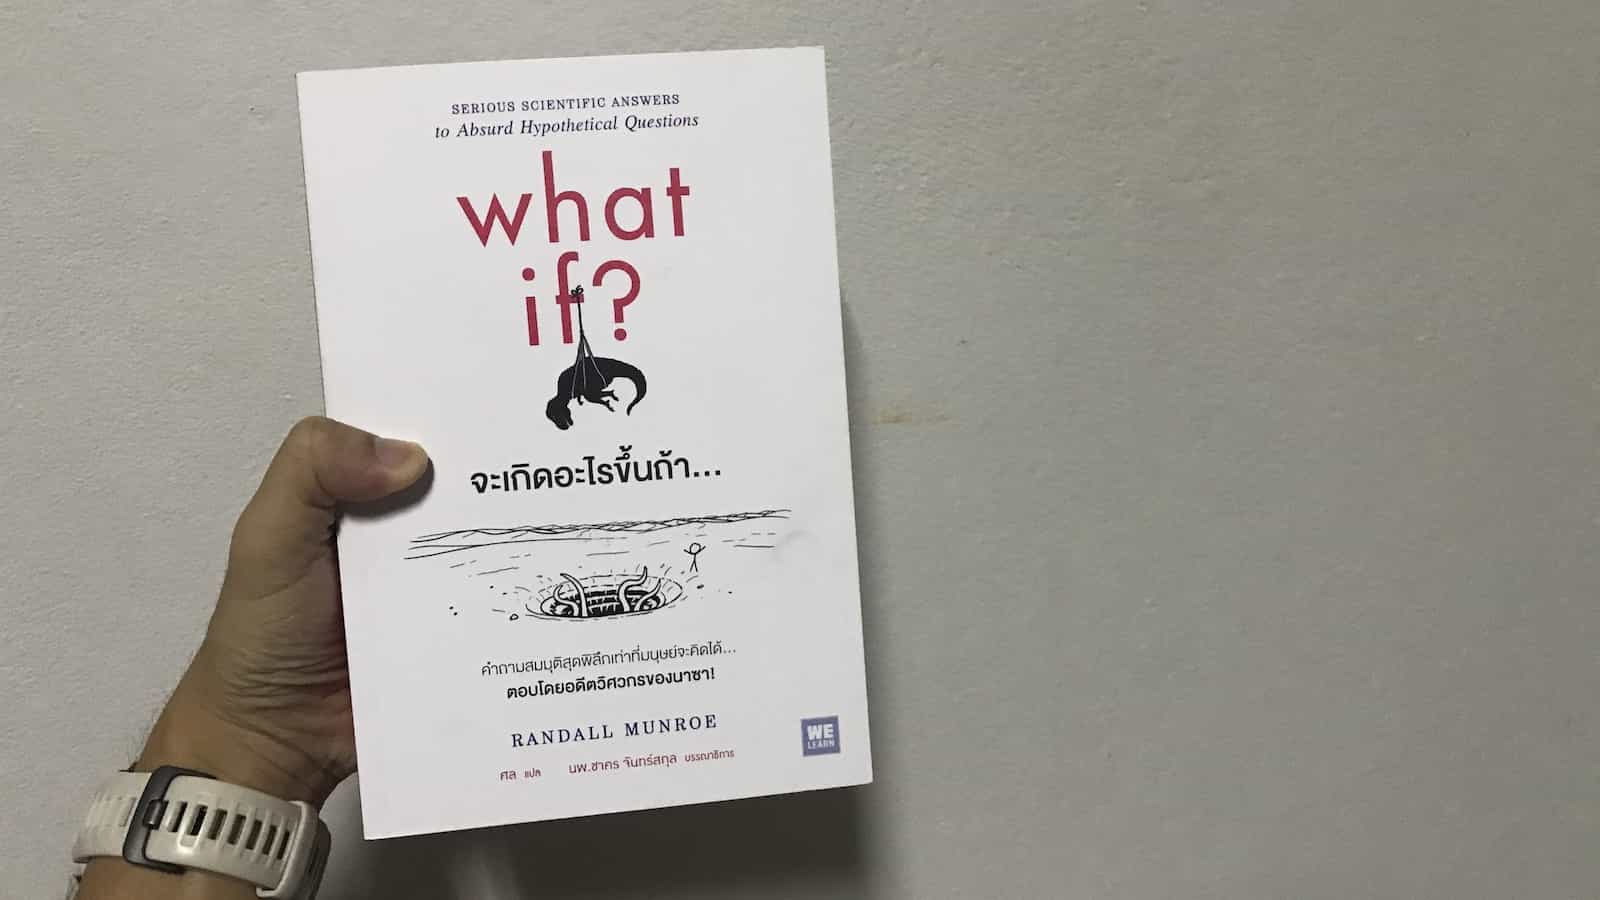 SERIOUS SCIENTIFIC ANSWERS
to Absurd Hypothetical Questions
what
if?
จะเกิดอะไรขึ้นถ้า...
คำถามสมมุติสุดพิลึกเท่าที่มนุษย์จะคิดได้...
ตอบโดยอดีตวิศวกรของนาซา!
RANDALL MUNROE
ศล แปล นพ.ชาคร จันทร์สกุล บรรณาธิการ
WE
LEARN